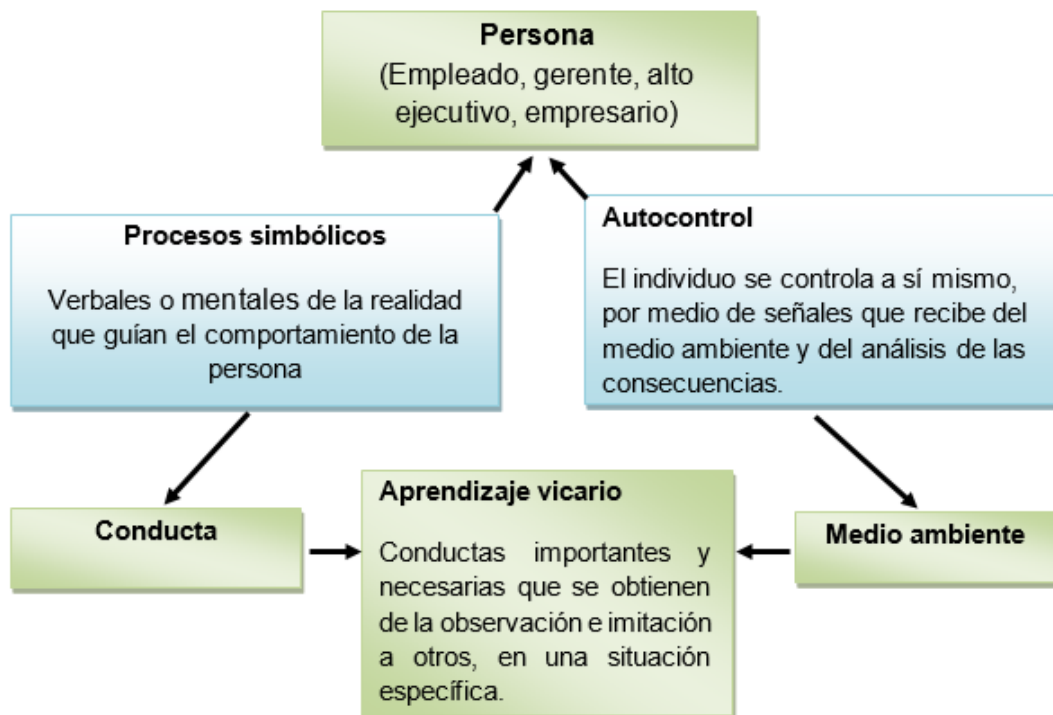 Persona
(Empleado, gerente, alto
ejecutivo, empresario)
Procesos simbólicos
Verbales o mentales de la realidad
que guían el comportamiento de la
persona
Autocontrol
El individuo se controla a sí mismo,
por medio de señales que recibe del
medio ambiente y del análisis de las
consecuencias.
Conducta
Aprendizaje vicario
Conductas importantes y
necesarias que se obtienen
de la observación e imitación
a otros, en una situación
específica.
Medio ambiente